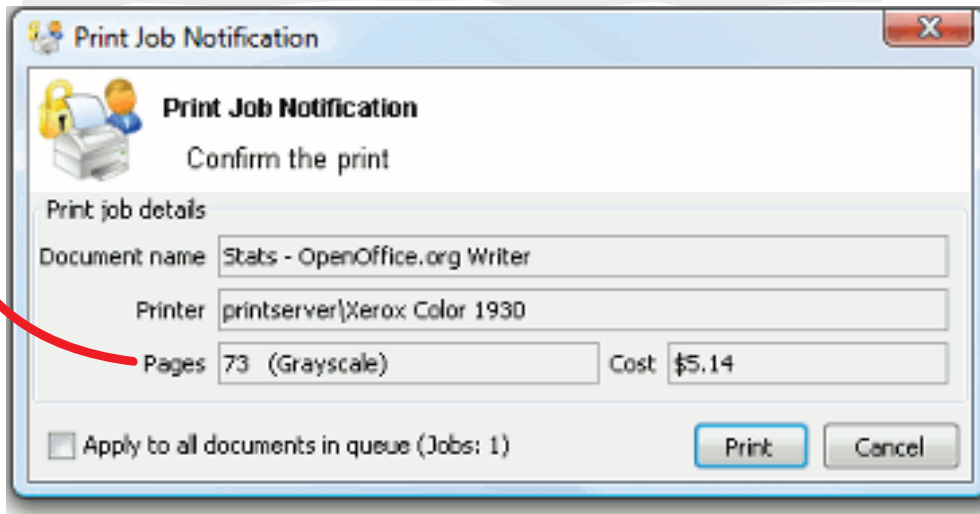 Print Job Notification
Print Job Notification
Confirm the print
Print job details
Document name Stats - OpenOffice.org Writer
Printer printserver\Xerox Color 1930
Pages 73 (Grayscale) Cost $5.14
Apply to all documents in queue (Jobs: 1) Print Cancel